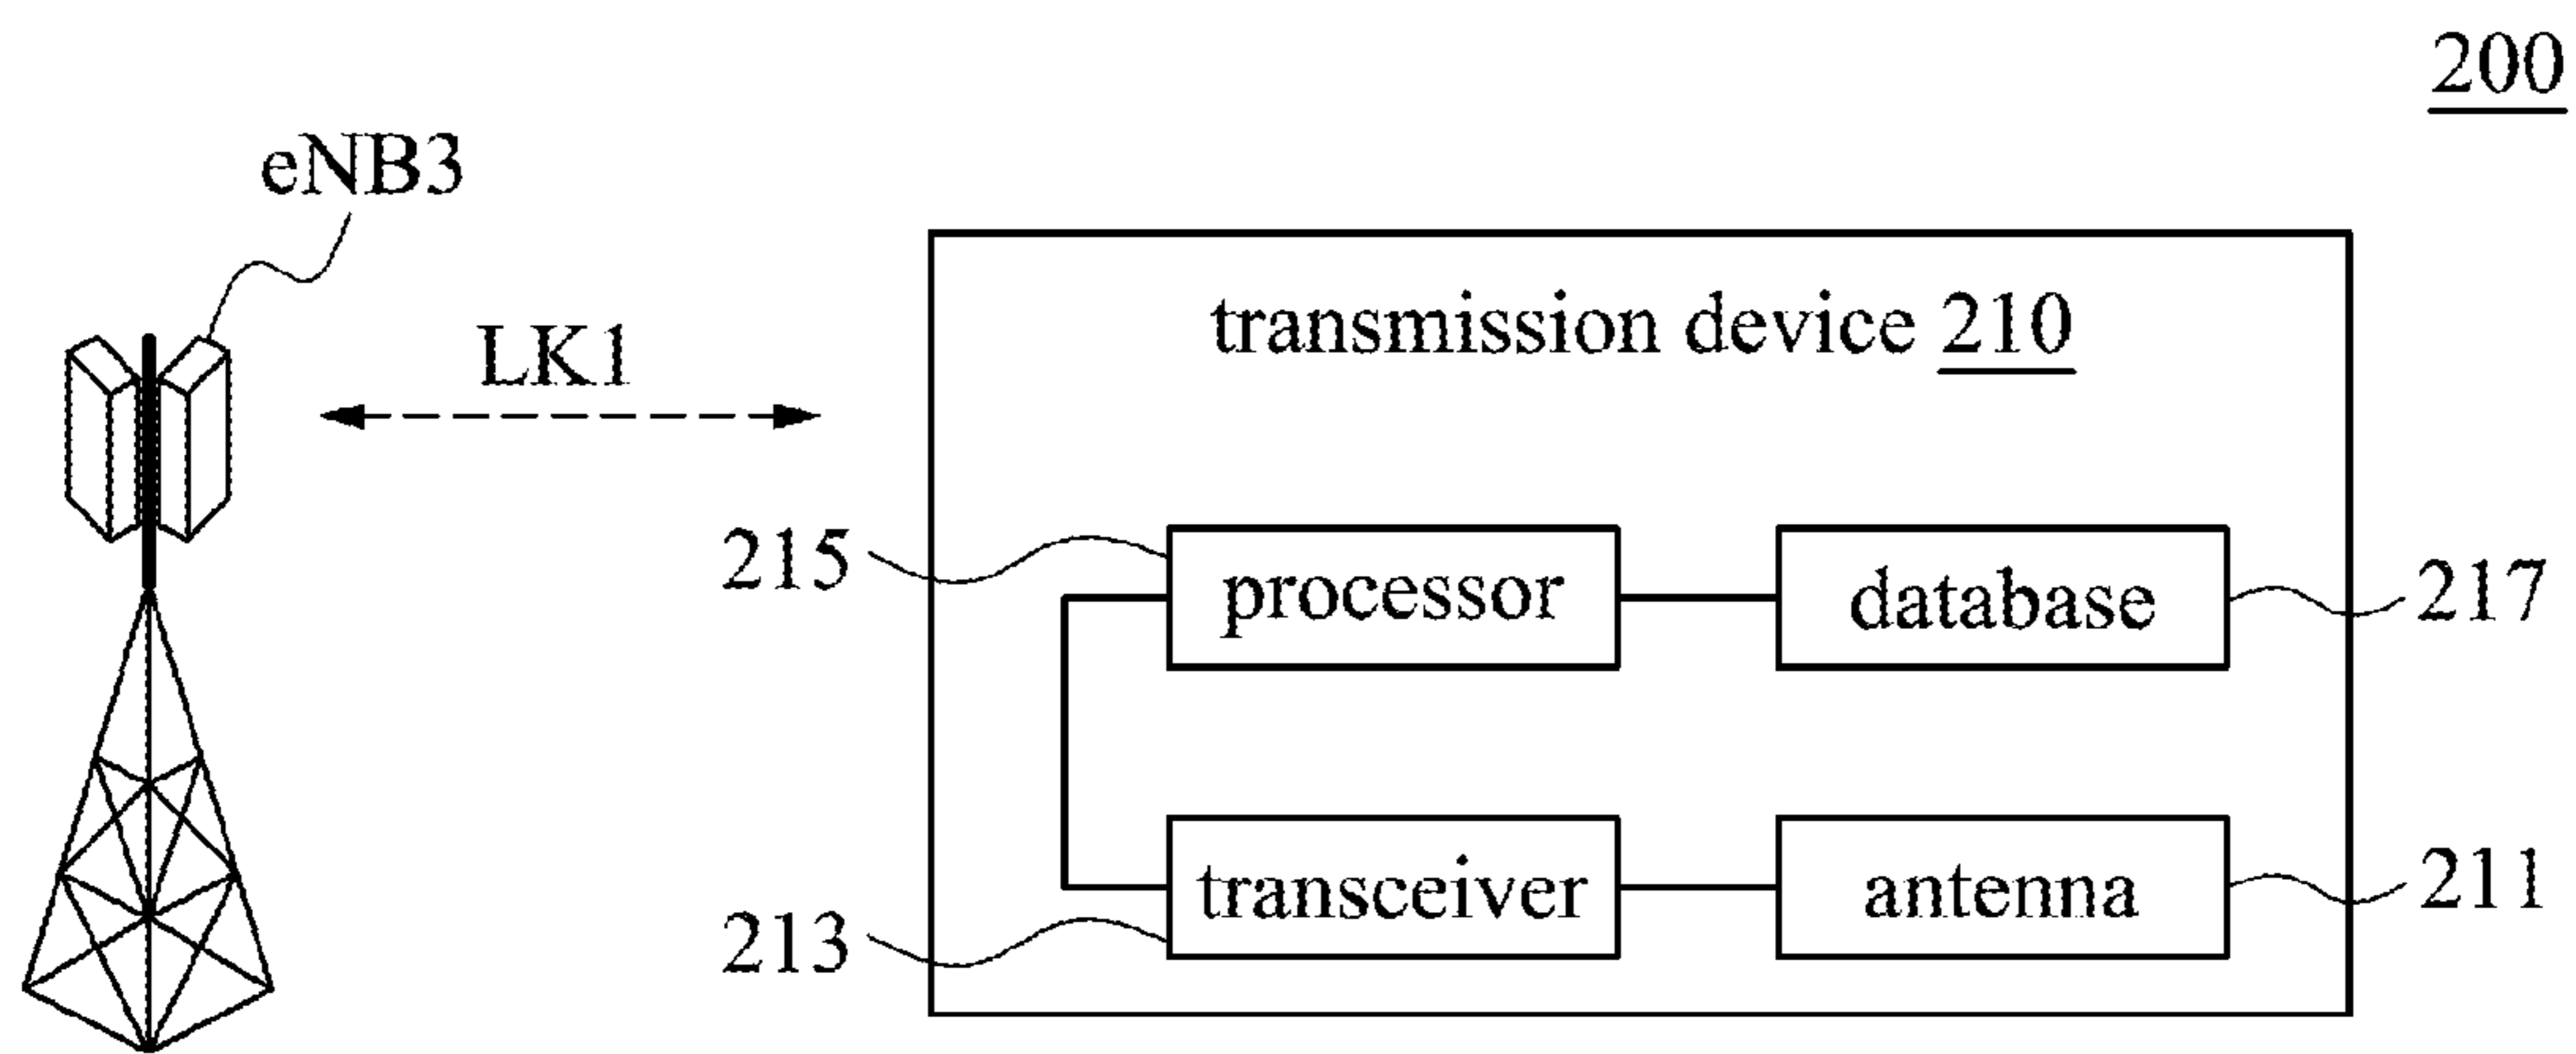 200
eNB3
LK1
transmission device 210
215
processor
database
217
213
transceiver
antenna
211